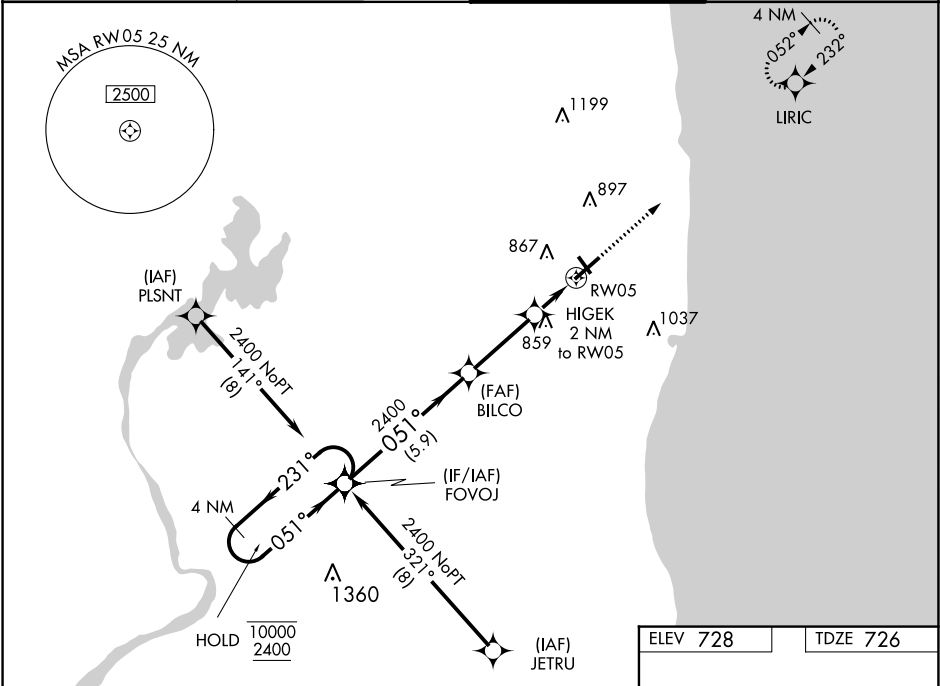 MSA RW05 25 NM
2500
4 NM
052°
232°
LIRIC
1199
897
867
RW05
HIGEK
2 NM
to RW05
859
1037
(IAF)
PLSNT
2400 NoPT
141°
(8)
(FAF)
BILCO
2400
051°
(5.9)
231°
4 NM
051°
(IF/IAF)
FOVOJ
2400 NoPT
321°
(8)
1360
HOLD
10000
2400
(IAF)
JETRU
ELEV 728
TDZE 726